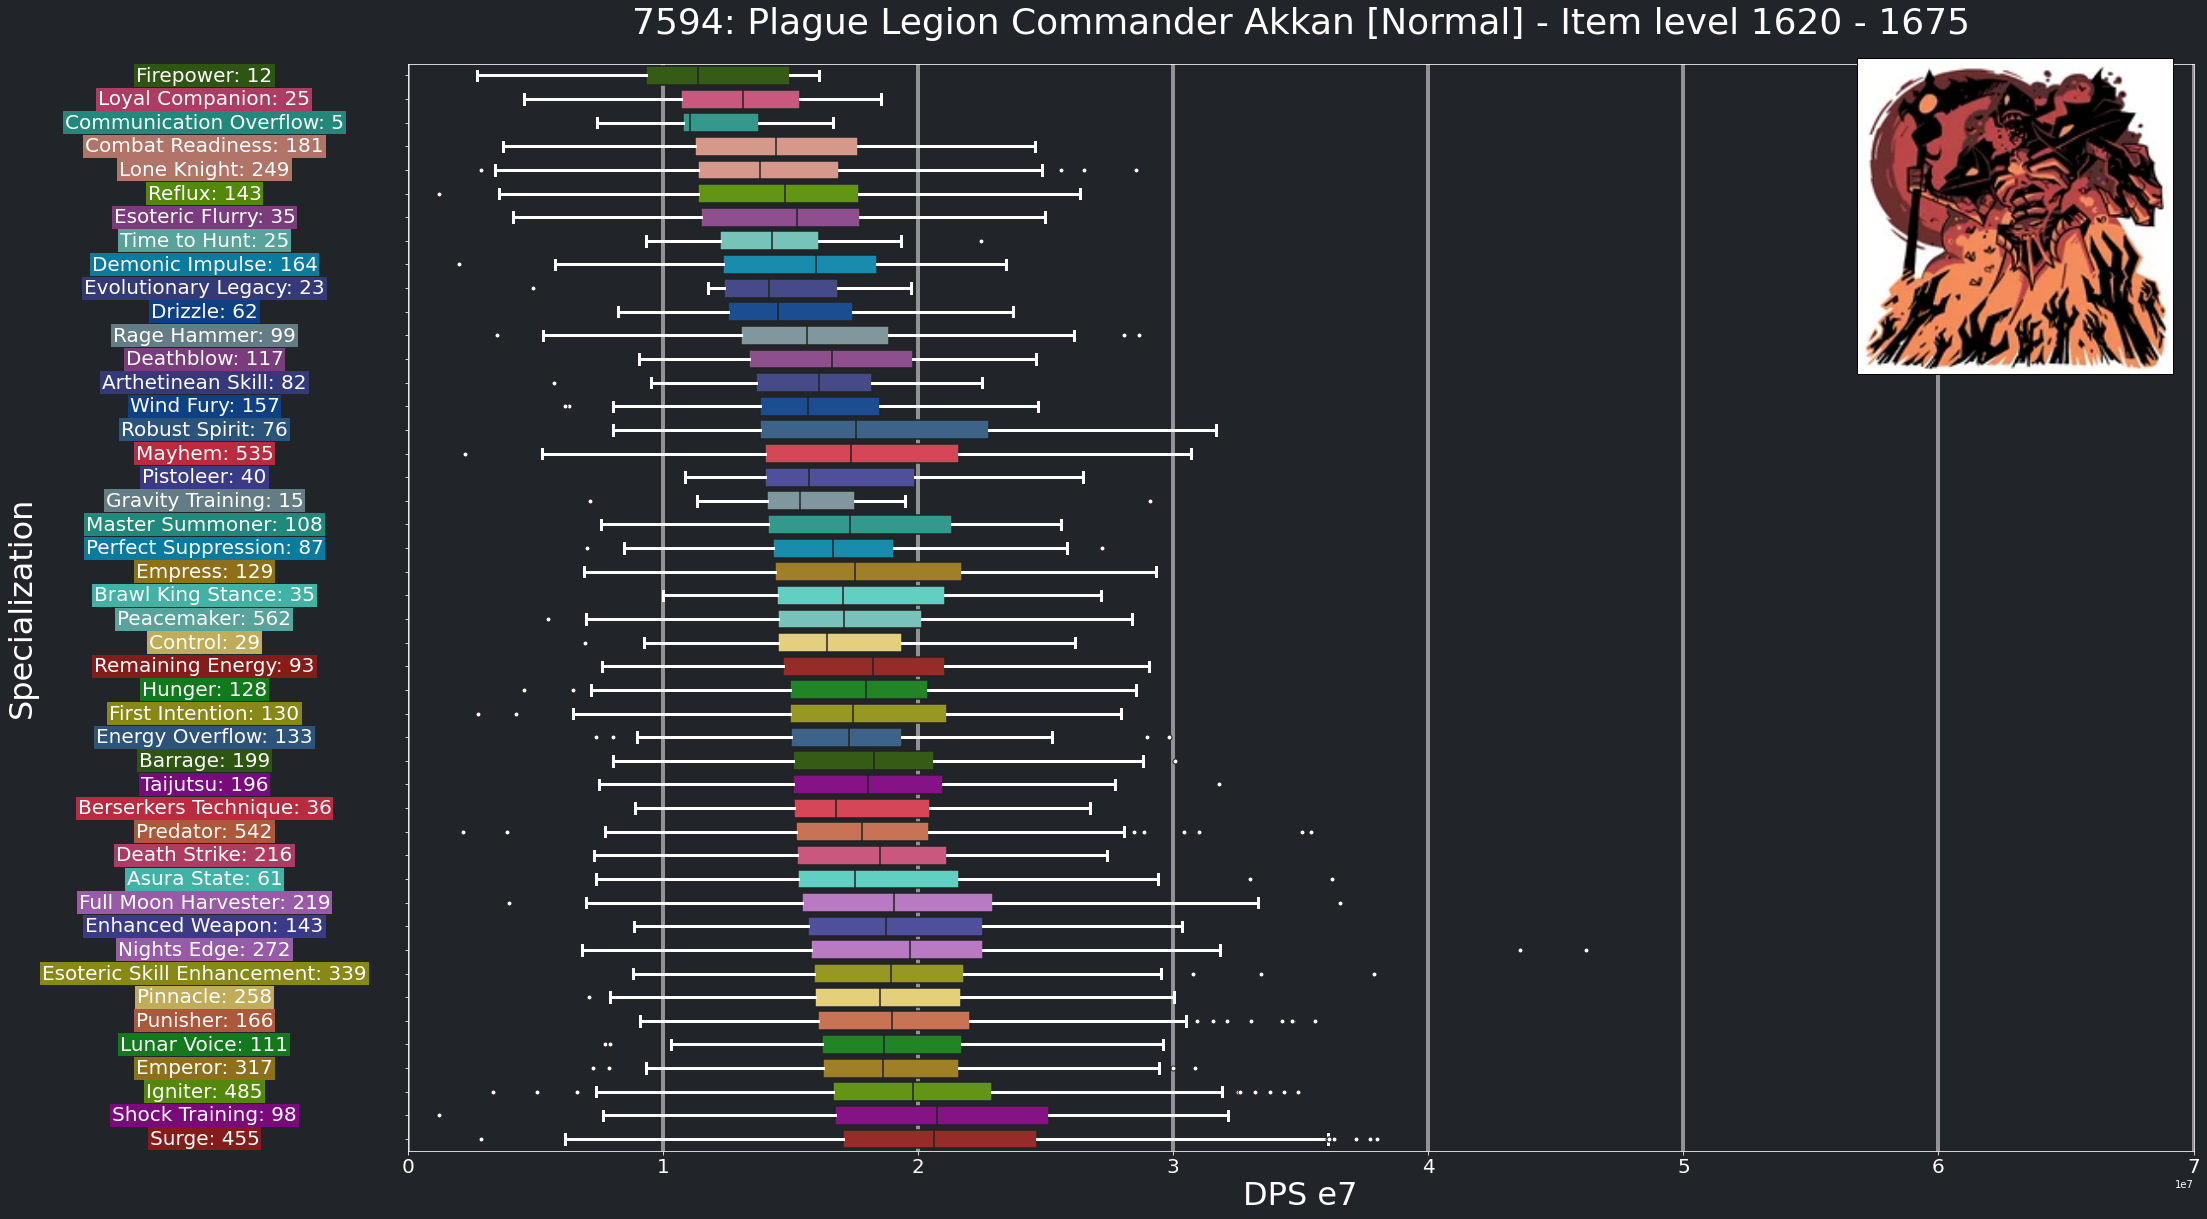 7594: Plague Legion Commander Akkan [Normal] - Item level 1620 - 1675
Specialization
Firepower: 12
Loyal Companion: 25
Communication Overflow: 5
Combat Readiness: 181
Lone Knight: 249
Reflux: 143
Esoteric Flurry: 35
Time to Hunt: 25
Demonic Impulse: 164
Evolutionary Legacy: 23
Drizzle: 62
Rage Hammer: 99
Deathblow: 117
Arthetinean Skill: 82
Wind Fury: 157
Robust Spirit: 76
Mayhem: 535
Pistoleer: 40
Gravity Training: 15
Master Summoner: 108
Perfect Suppression: 87
Empress: 129
Brawl King Stance: 35
Peacemaker: 562
Control: 29
Remaining Energy: 93
Hunger: 128
First Intention: 130
Energy Overflow: 133
Barrage: 199
Taijutsu: 196
Berserkers Technique: 36
Predator: 542
Death Strike: 216
Asura State: 61
Full Moon Harvester: 219
Enhanced Weapon: 143
Nights Edge: 272
Esoteric Skill Enhancement: 339
Pinnacle: 258
Punisher: 166
Lunar Voice: 111
Emperor: 317
Igniter: 485
Shock Training: 98
Surge: 455
0 1 2 3 4 5 6 7
1e7
DPS e7